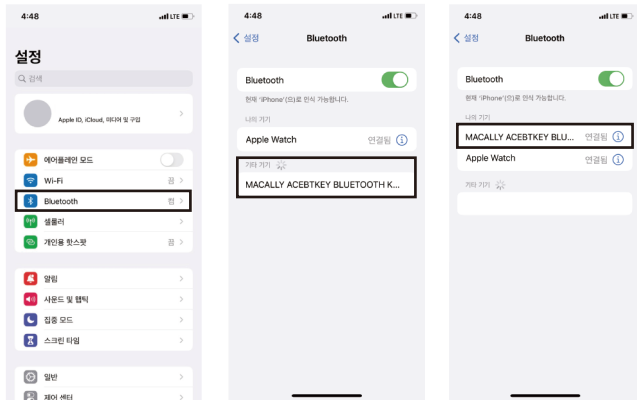 4:48
LTE
설정
검색
Apple ID, iCloud, 미디어 및 구입
에어플레인 모드
Wi-Fi 끔
Bluetooth 켬
셀룰러
개인용 핫스팟 끔
알림
사운드 및 햅틱
집중 모드
스크린 타임
일반
제어 센터
4:48
LTE
설정 Bluetooth
Bluetooth
현재 'iPhone'(으)로 인식 가능합니다.
나의 기기
Apple Watch 연결됨
기타 기기
MACALLY ACEBTKEY BLUETOOTH K...
4:48
LTE
설정 Bluetooth
Bluetooth
현재 'iPhone'(으)로 인식 가능합니다.
나의 기기
MACALLY ACEBTKEY BLU... 연결됨
Apple Watch 연결됨
기타 기기